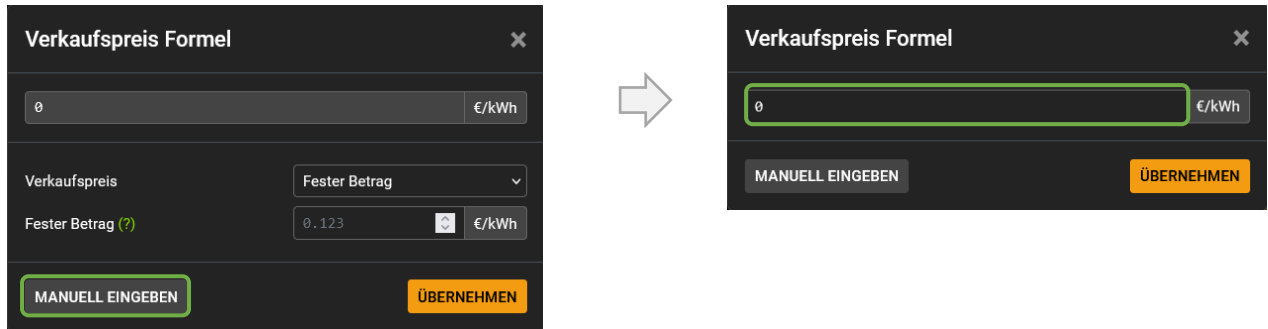 Verkaufspreis Formel ×
0 €/kWh
Verkaufspreis Fester Betrag
Fester Betrag (?) 0.123 €/kWh
MANUELL EINGEBEN ÜBERNEHMEN
Verkaufspreis Formel ×
0 €/kWh
MANUELL EINGEBEN ÜBERNEHMEN